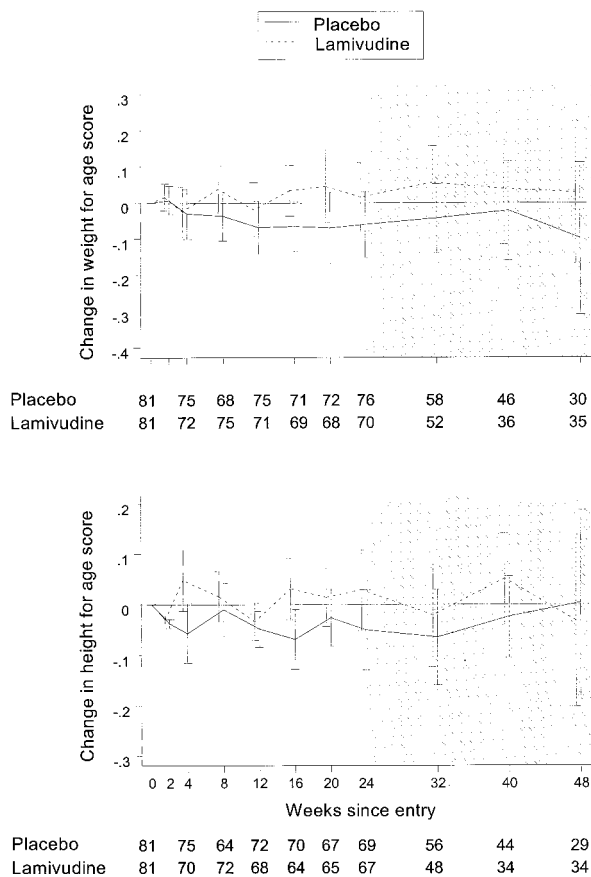 Placebo
Lamivudine
Change in weight for age score
.3
.2
.1
0
-.1
-.2
-.3
-.4
Placebo 81 75 68 75 71 72 76 58 46 30
Lamivudine 81 72 75 71 69 68 70 52 36 35
Change in height for age score
.2
.1
0
-.1
-.2
-.3
0 2 4 8 12 16 20 24 32 40 48
Weeks since entry
Placebo 81 75 64 72 70 67 69 56 44 29
Lamivudine 81 70 72 68 64 65 67 48 34 34